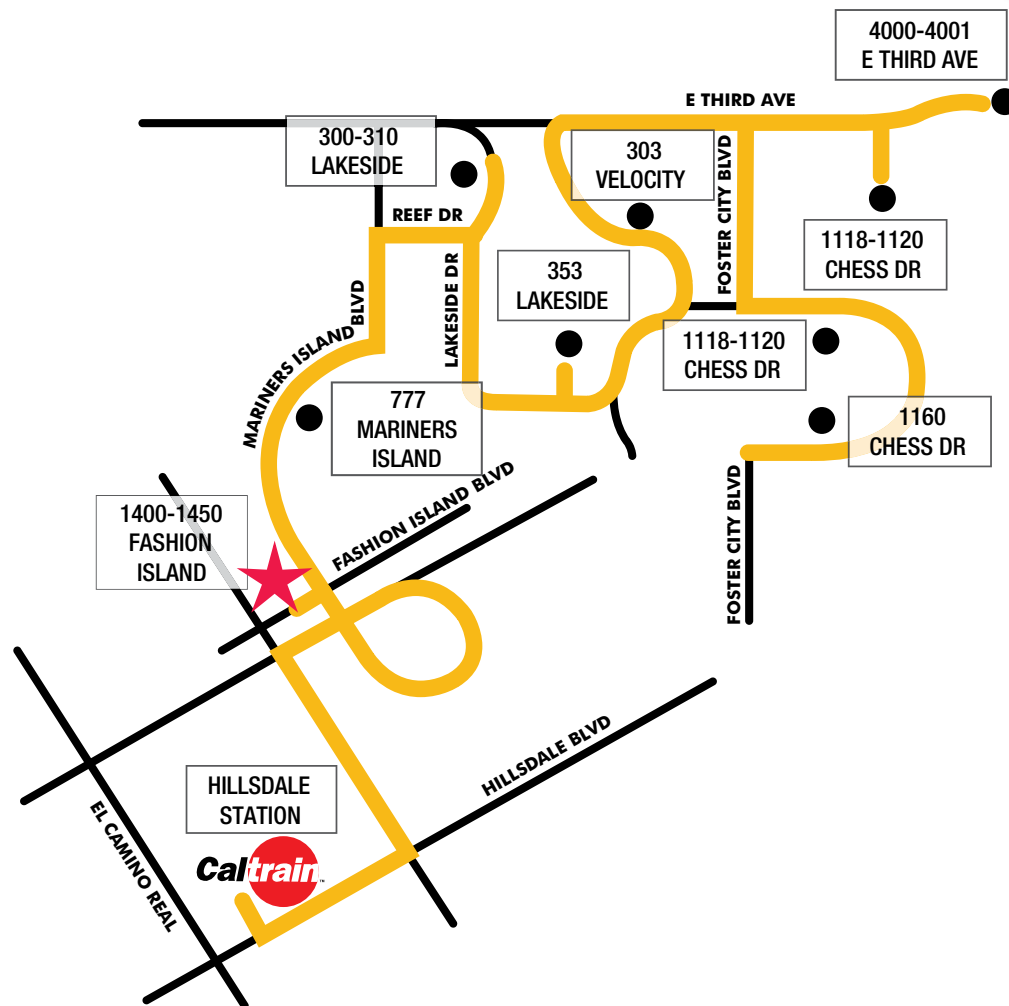 4000-4001
E THIRD AVE
E THIRD AVE
300-310
LAKESIDE
303
VELOCITY
FOSTER CITY BLVD
REEF DR
1118-1120
CHESS DR
353
LAKESIDE
LAKESIDE DR
MARINERS ISLAND BLVD
1118-1120
CHESS DR
777
MARINERS
ISLAND
1160
CHESS DR
FASHION ISLAND BLVD
1400-1450
FASHION
ISLAND
FOSTER CITY BLVD
HILLSDALE BLVD
HILLSDALE
STATION
EL CAMINO REAL
Caltrain